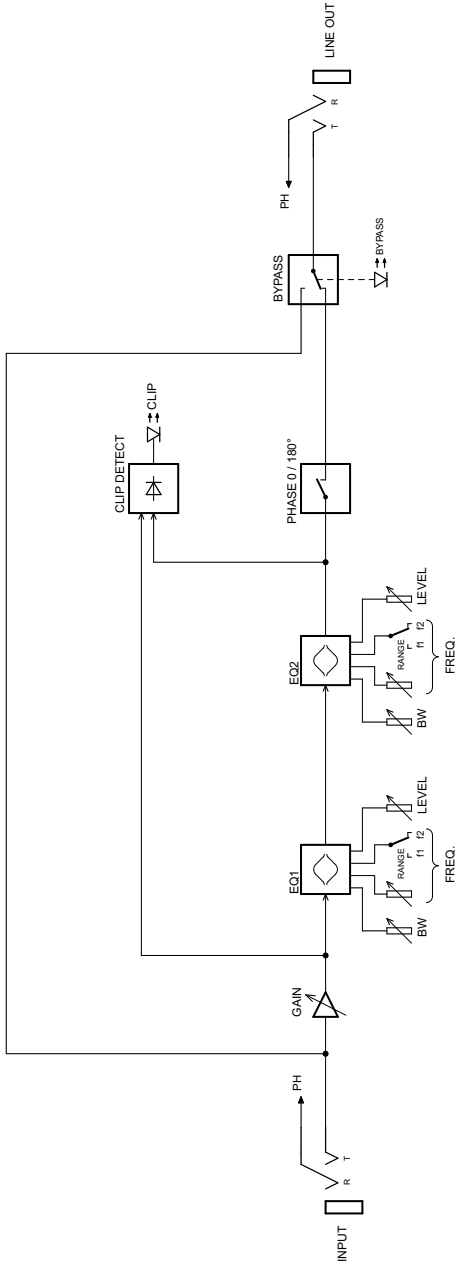 INPUT
R
T
PH
GAIN
EQ1
BW
RANGE
f1 f2
FREQ.
LEVEL
EQ2
BW
RANGE
f1 f2
FREQ.
LEVEL
CLIP DETECT
CLIP
PHASE 0 / 180°
BYPASS
BYPASS
PH
T
R
LINE OUT